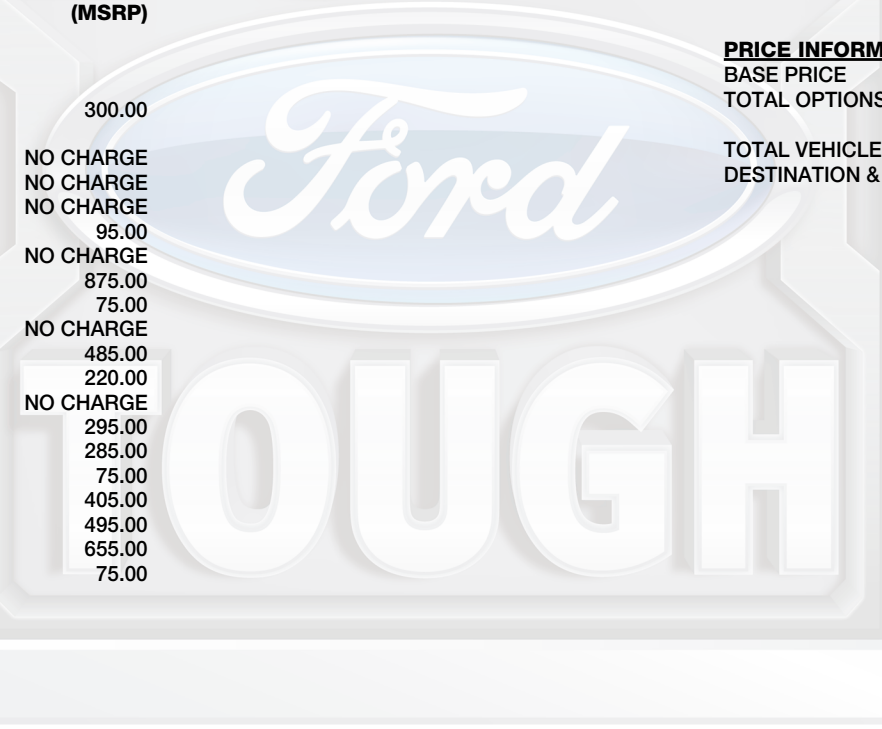 (MSRP)
300.00
NO CHARGE
NO CHARGE
NO CHARGE
95.00
NO CHARGE
875.00
75.00
NO CHARGE
485.00
220.00
NO CHARGE
295.00
285.00
75.00
405.00
495.00
655.00
75.00
PRICE INFORM
BASE PRICE
TOTAL OPTIONS
TOTAL VEHICLE
DESTINATION &
Ford
TOUGH